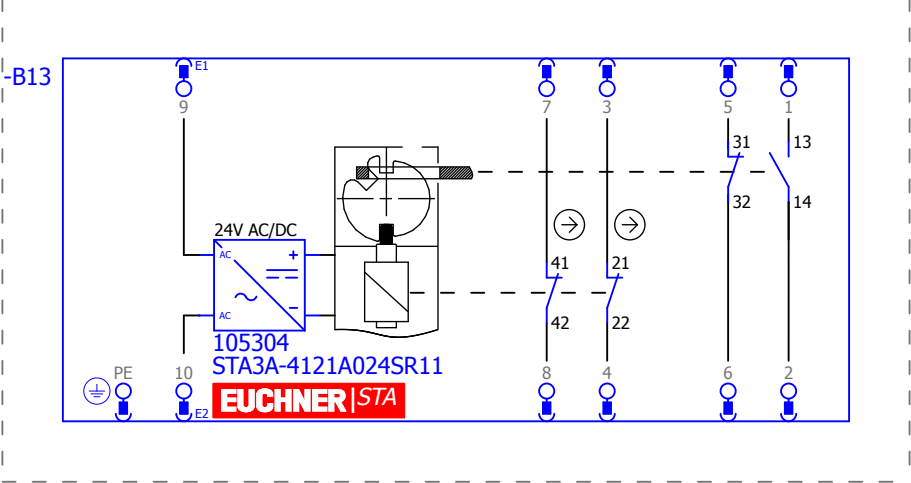 E1
-B13
9 7 3 5 1
31 13
32 14
24V AC/DC
AC + 41 21
~
AC - 42 22
105304
STA3A-4121A024SR11
PE 10 8 4 6 2
EUCHNER STA
E2